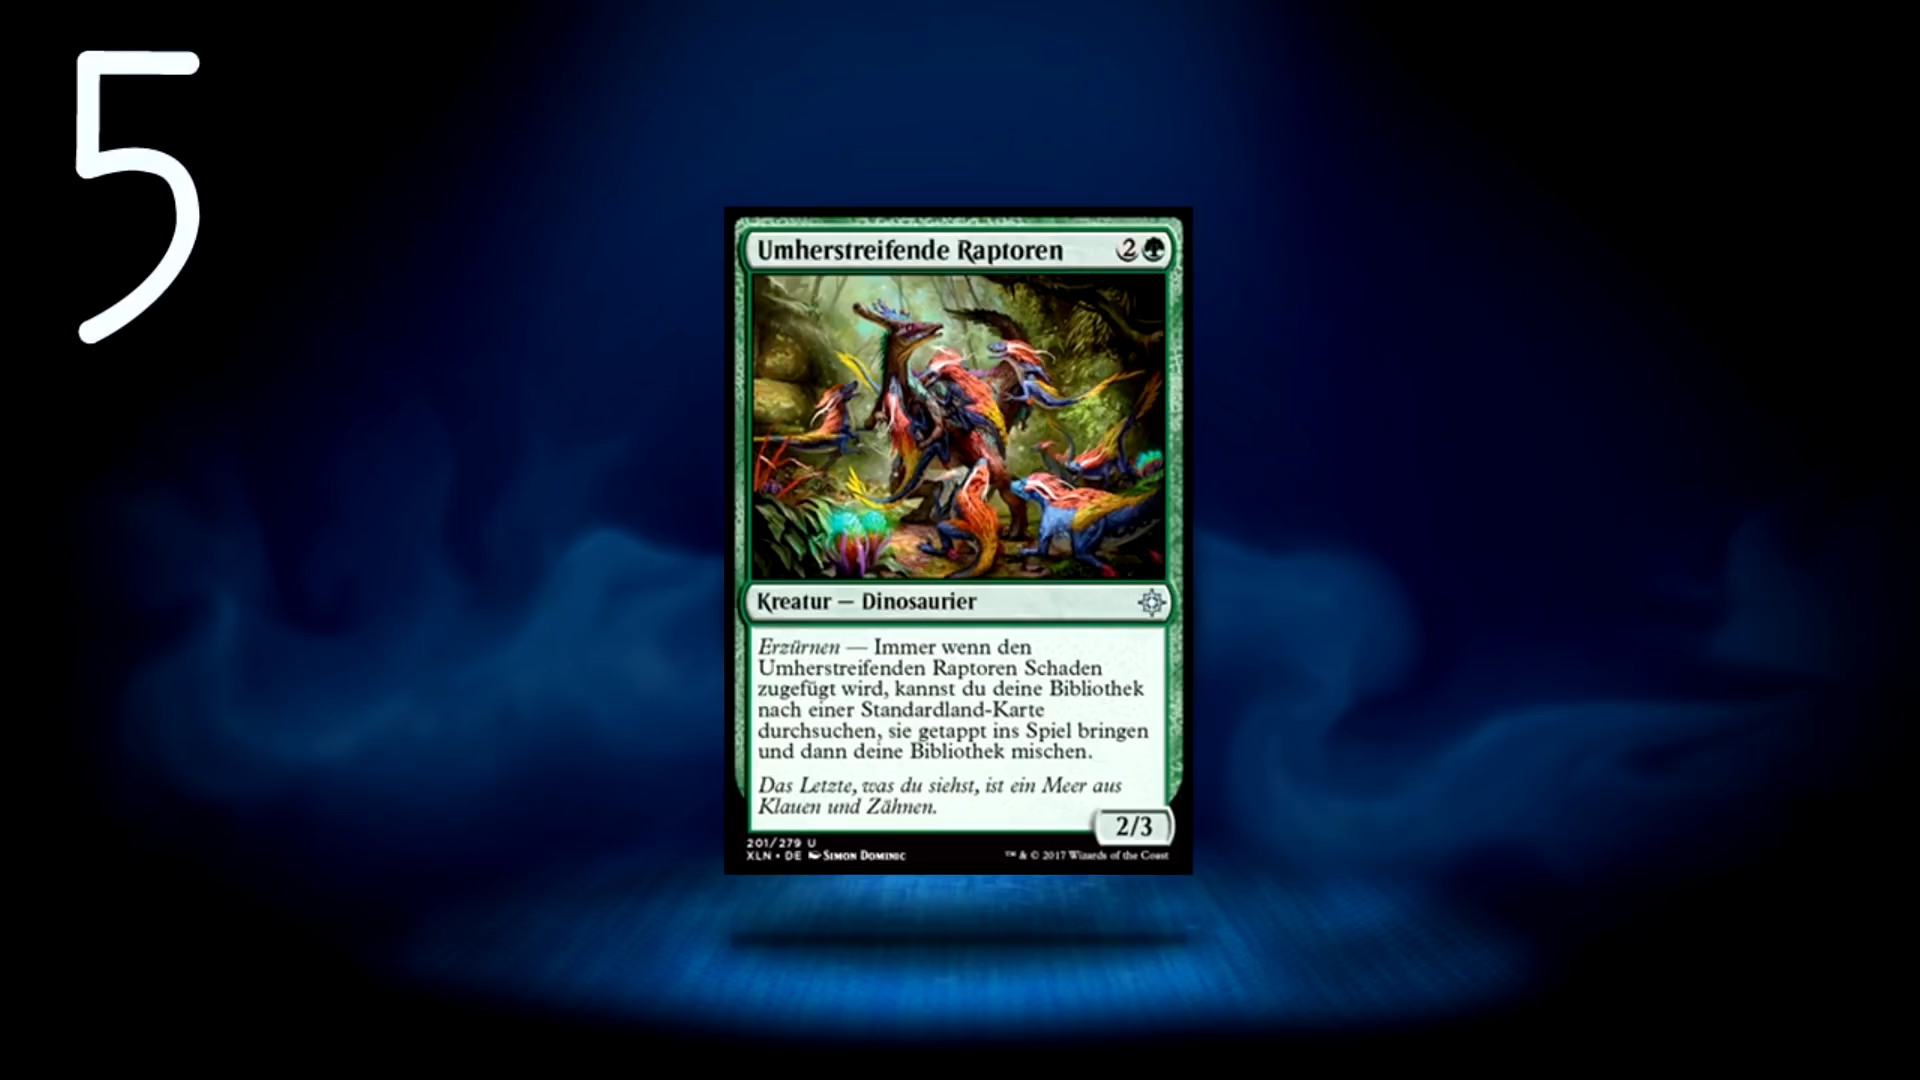 5
Umherstreifende Raptoren 2
Kreatur — Dinosaurier
Erzürnen — Immer wenn den
Umherstreifenden Raptoren Schaden
zugefügt wird, kannst du deine Bibliothek
nach einer Standardland-Karte
durchsuchen, sie getappt ins Spiel bringen
und dann deine Bibliothek mischen.
Das Letzte, was du siehst, ist ein Meer aus
Klauen und Zähnen.
2/3
201/279 U
XLN • DE Simon Dominic ™ & © 2017 Wizards of the Coast